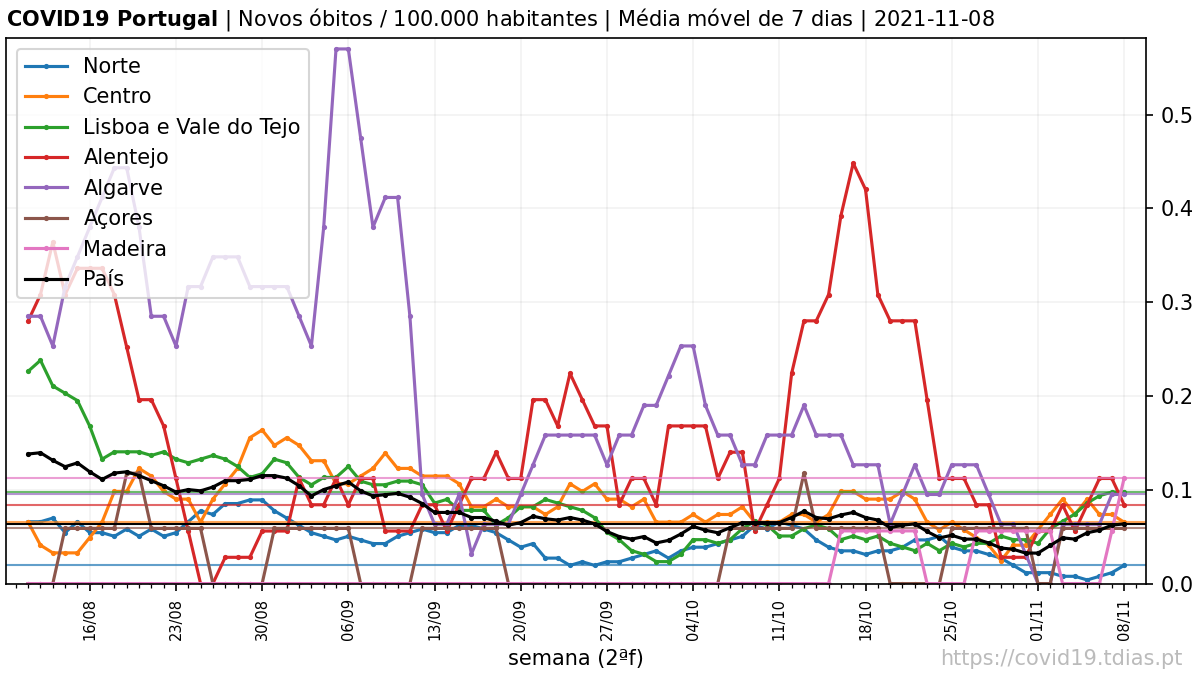 COVID19 Portugal | Novos óbitos / 100.000 habitantes | Média móvel de 7 dias | 2021-11-08
Norte
Centro
Lisboa e Vale do Tejo
Alentejo
Algarve
Açores
Madeira
País
0.5
0.4
0.3
0.2
0.1
0.0
16/08
23/08
30/08
06/09
13/09
20/09
27/09
04/10
11/10
18/10
25/10
01/11
08/11
semana (2ªf)
https://covid19.tdias.pt